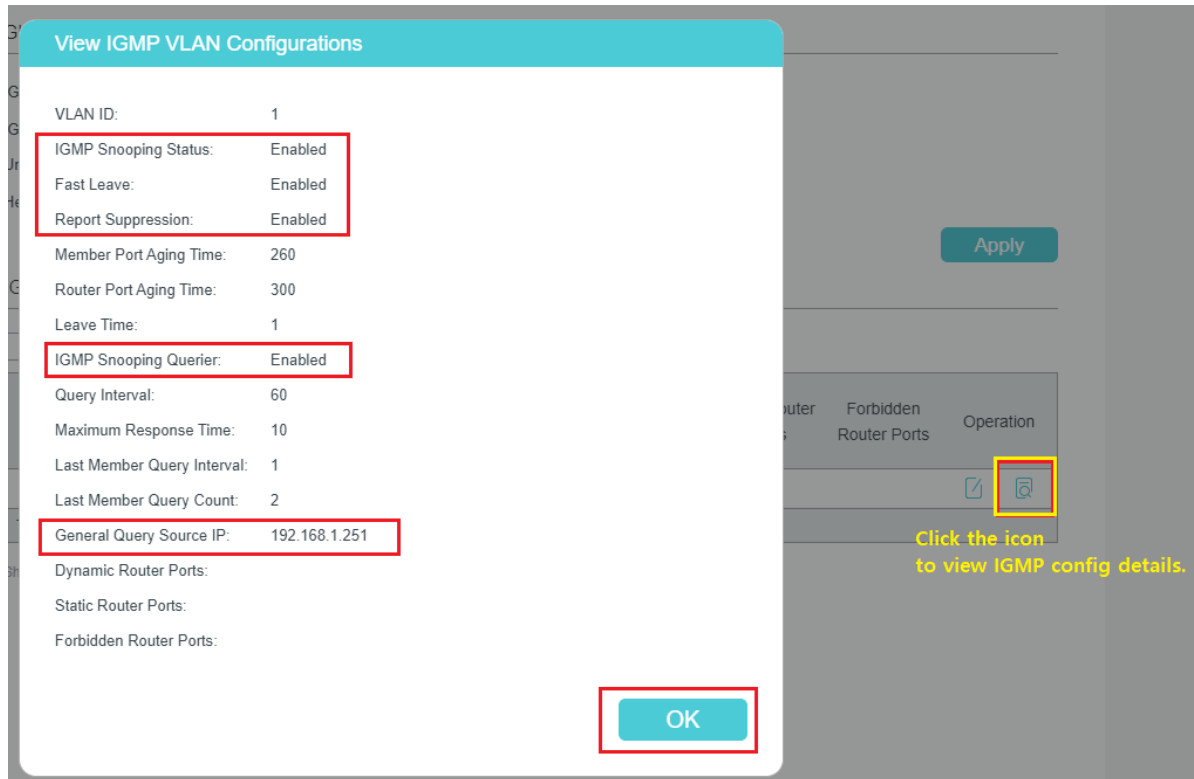 View IGMP VLAN Configurations
VLAN ID: 1
IGMP Snooping Status: Enabled
Fast Leave: Enabled
Report Suppression: Enabled
Member Port Aging Time: 260
Router Port Aging Time: 300
Apply
Leave Time: 1
IGMP Snooping Querier: Enabled
Query Interval: 60
Maximum Response Time: 10
Last Member Query Interval: 1
Last Member Query Count: 2
General Query Source IP: 192.168.1.251
Dynamic Router Ports:
Static Router Ports:
Forbidden Router Ports:
OK
Forbidden
Router Ports
Operation
Click the icon
to view IGMP config details.